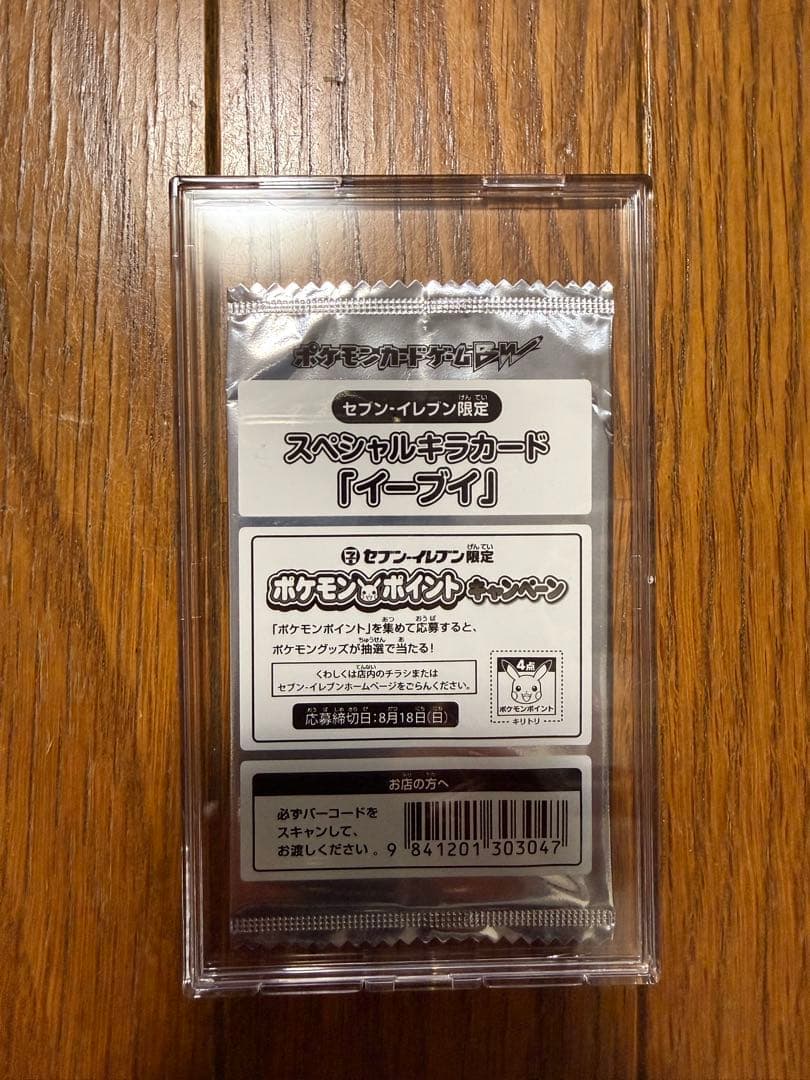 ポケモンカードゲームBW
セブン-イレブン限定
スペシャルキラカード
「イーブイ」
セブン-イレブン限定
ポケモンポイントキャンペーン
「ポケモンポイント」を集めて応募すると、
ポケモングッズが抽選で当たる!
くわしくは店内のチラシまたは
セブン-イレブンホームページをごらんください。
応募締切日:8月18日(日)
4点
ポケモンポイント
キリトリ
お店の方へ
必ずバーコードを
スキャンして、
お渡しください。
9 841201 303047